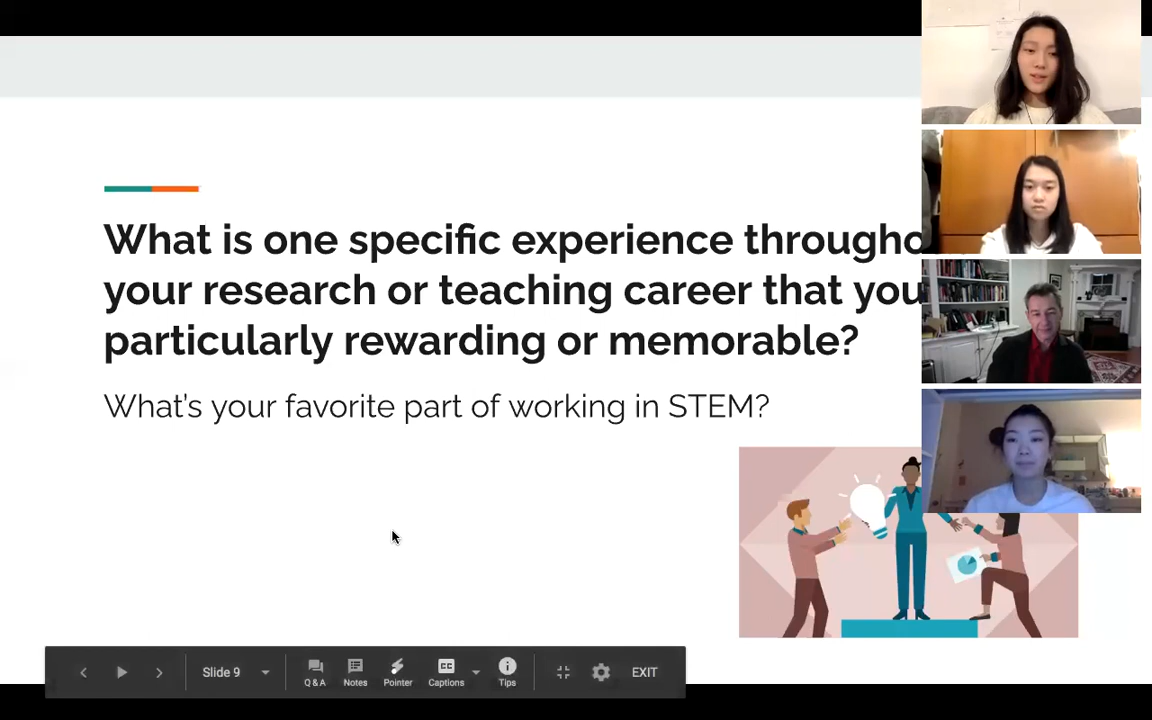 What is one specific experience througho
your research or teaching career that you
particularly rewarding or memorable?
What's your favorite part of working in STEM?
Slide 9
Q & A
Notes
Pointer
CC
Captions
Tips
EXIT